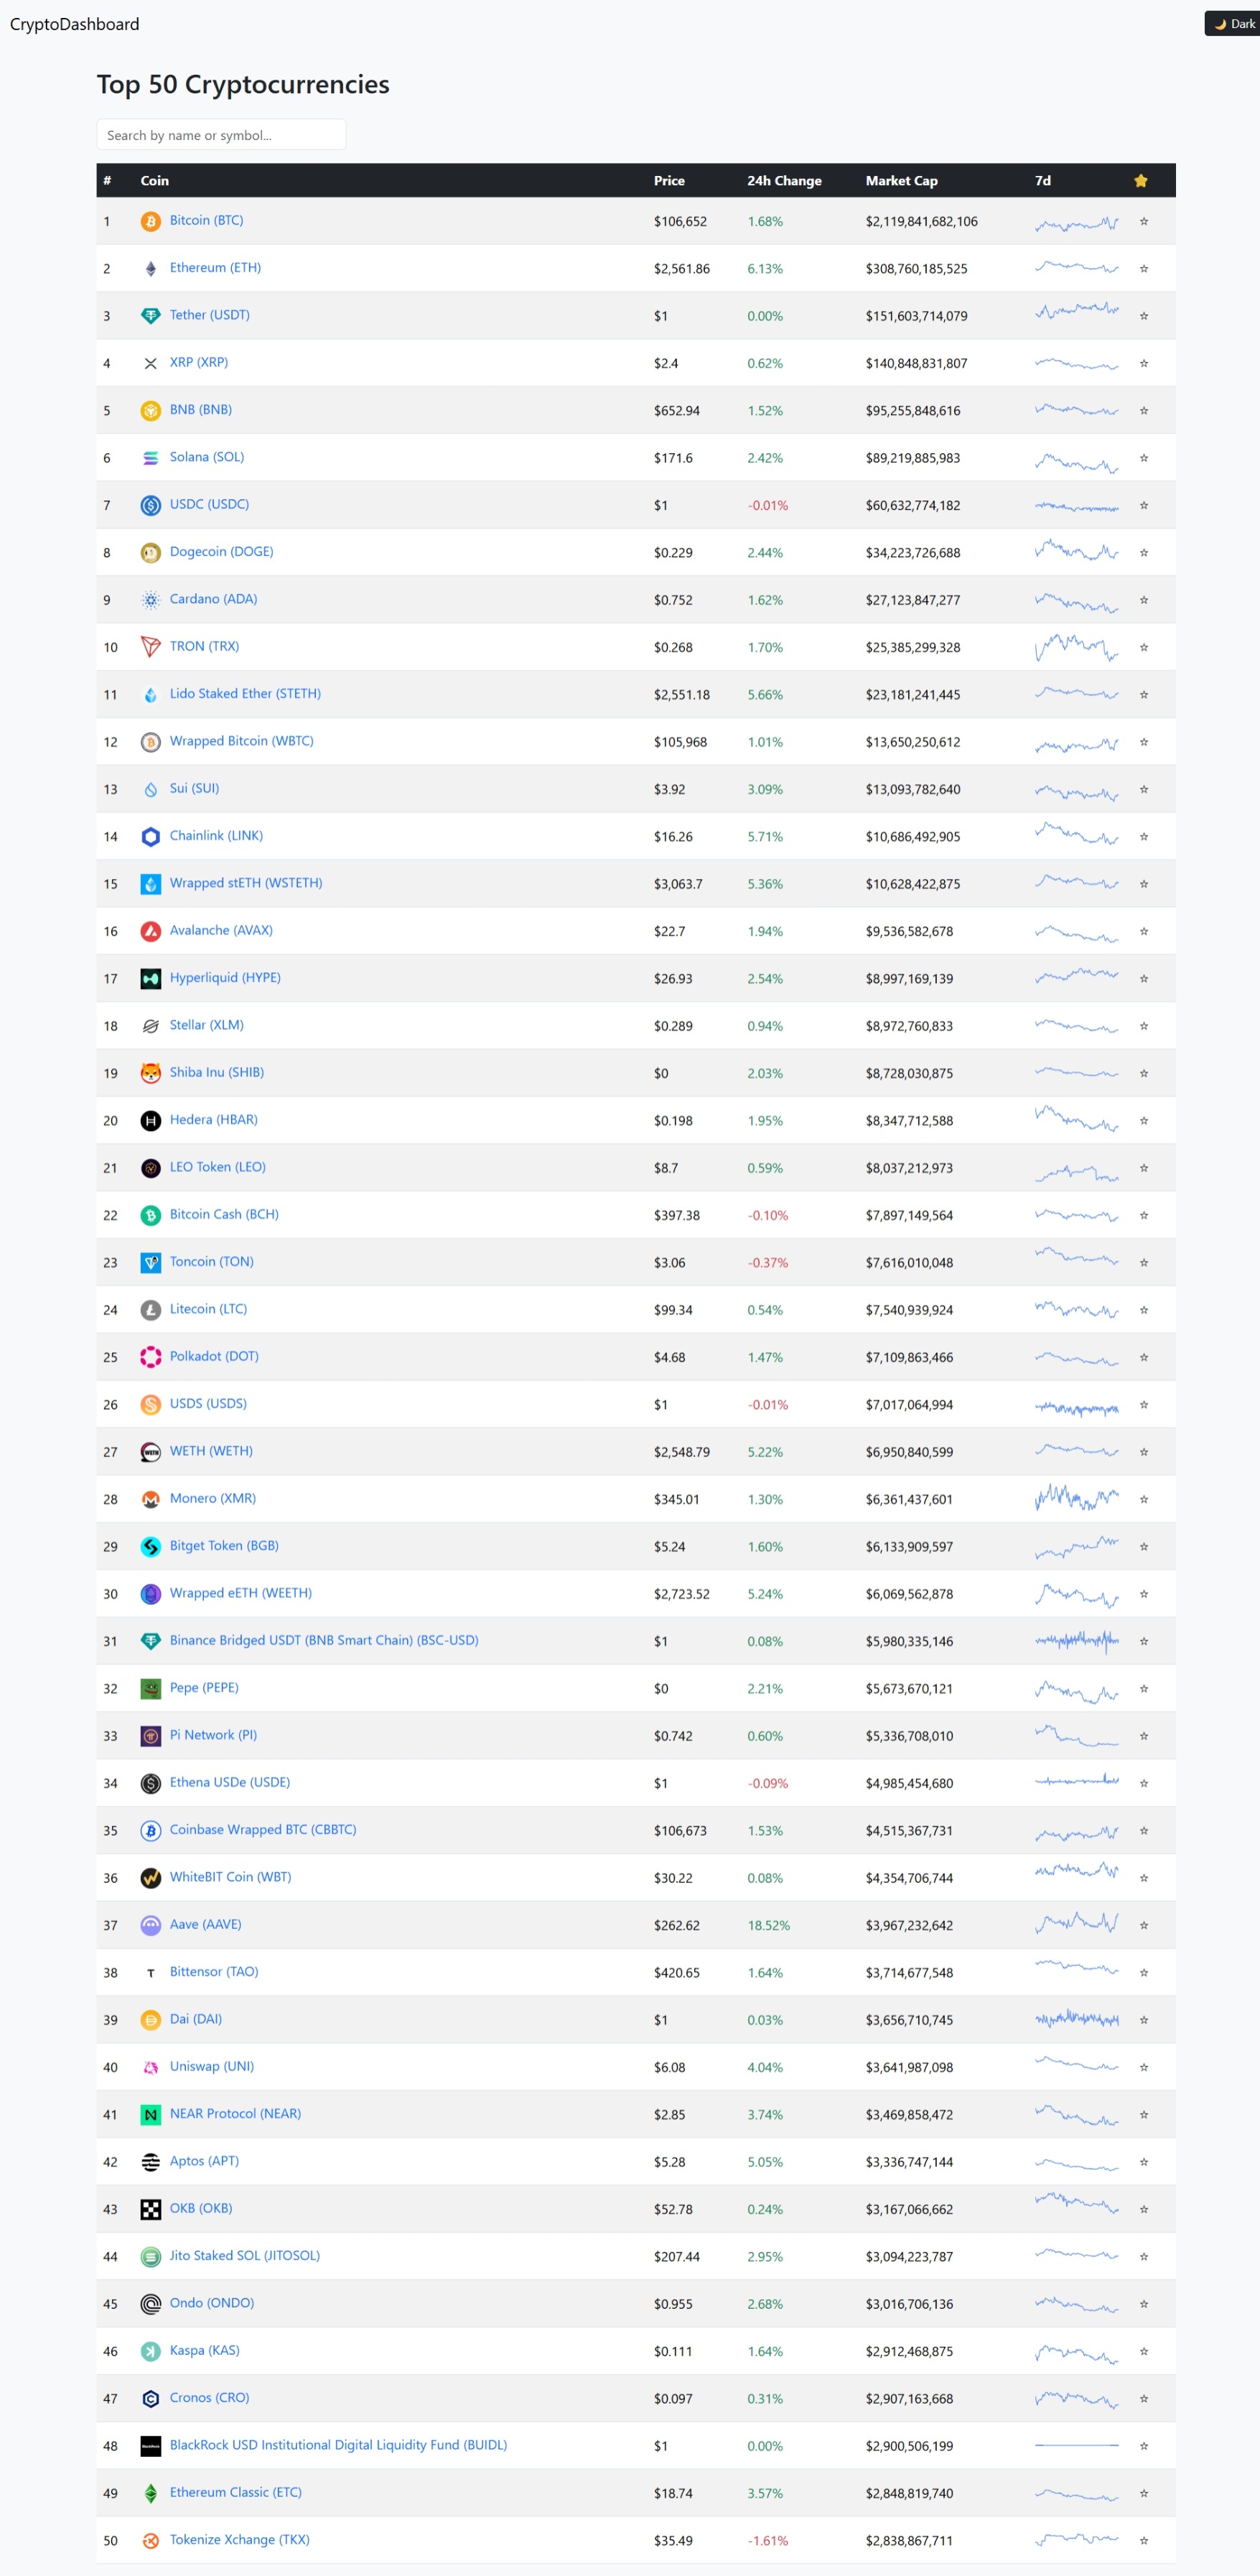 CryptoDashboard
🌙 Dark
Top 50 Cryptocurrencies
Search by name or symbol...
# Coin Price 24h Change Market Cap 7d ⭐
1 Bitcoin (BTC) $106,652 1.68% $2,119,841,682,106 ☆
2 Ethereum (ETH) $2,561.86 6.13% $308,760,185,525 ☆
3 Tether (USDT) $1 0.00% $151,603,714,079 ☆
4 XRP (XRP) $2.4 0.62% $140,848,831,807 ☆
5 BNB (BNB) $652.94 1.52% $95,255,848,616 ☆
6 Solana (SOL) $171.6 2.42% $89,219,885,983 ☆
7 USDC (USDC) $1 -0.01% $60,632,774,182 ☆
8 Dogecoin (DOGE) $0.229 2.44% $34,223,726,688 ☆
9 Cardano (ADA) $0.752 1.62% $27,123,847,277 ☆
10 TRON (TRX) $0.268 1.70% $25,385,299,328 ☆
11 Lido Staked Ether (STETH) $2,551.18 5.66% $23,181,241,445 ☆
12 Wrapped Bitcoin (WBTC) $105,968 1.01% $13,650,250,612 ☆
13 Sui (SUI) $3.92 3.09% $13,093,782,640 ☆
14 Chainlink (LINK) $16.26 5.71% $10,686,492,905 ☆
15 Wrapped stETH (WSTETH) $3,063.7 5.36% $10,628,422,875 ☆
16 Avalanche (AVAX) $22.7 1.94% $9,536,582,678 ☆
17 Hyperliquid (HYPE) $26.93 2.54% $8,997,169,139 ☆
18 Stellar (XLM) $0.289 0.94% $8,972,760,833 ☆
19 Shiba Inu (SHIB) $0 2.03% $8,728,030,875 ☆
20 Hedera (HBAR) $0.198 1.95% $8,347,712,588 ☆
21 LEO Token (LEO) $8.7 0.59% $8,037,212,973 ☆
22 Bitcoin Cash (BCH) $397.38 -0.10% $7,897,149,564 ☆
23 Toncoin (TON) $3.06 -0.37% $7,616,010,048 ☆
24 Litecoin (LTC) $99.34 0.54% $7,540,939,924 ☆
25 Polkadot (DOT) $4.68 1.47% $7,109,863,466 ☆
26 USDS (USDS) $1 -0.01% $7,017,064,994 ☆
27 WETH (WETH) $2,548.79 5.22% $6,950,840,599 ☆
28 Monero (XMR) $345.01 1.30% $6,361,437,601 ☆
29 Bitget Token (BGB) $5.24 1.60% $6,133,909,597 ☆
30 Wrapped eETH (WEETH) $2,723.52 5.24% $6,069,562,878 ☆
31 Binance Bridged USDT (BNB Smart Chain) (BSC-USD) $1 0.08% $5,980,335,146 ☆
32 Pepe (PEPE) $0 2.21% $5,673,670,121 ☆
33 Pi Network (PI) $0.742 0.60% $5,336,708,010 ☆
34 Ethena USDe (USDE) $1 -0.09% $4,985,454,680 ☆
35 Coinbase Wrapped BTC (CBBTC) $106,673 1.53% $4,515,367,731 ☆
36 WhiteBIT Coin (WBT) $30.22 0.08% $4,354,706,744 ☆
37 Aave (AAVE) $262.62 18.52% $3,967,232,642 ☆
38 Bittensor (TAO) $420.65 1.64% $3,714,677,548 ☆
39 Dai (DAI) $1 0.03% $3,656,710,745 ☆
40 Uniswap (UNI) $6.08 4.04% $3,641,987,098 ☆
41 NEAR Protocol (NEAR) $2.85 3.74% $3,469,858,472 ☆
42 Aptos (APT) $5.28 5.05% $3,336,747,144 ☆
43 OKB (OKB) $52.78 0.24% $3,167,066,662 ☆
44 Jito Staked SOL (JITOSOL) $207.44 2.95% $3,094,223,787 ☆
45 Ondo (ONDO) $0.955 2.68% $3,016,706,136 ☆
46 Kaspa (KAS) $0.111 1.64% $2,912,468,875 ☆
47 Cronos (CRO) $0.097 0.31% $2,907,163,668 ☆
48 BlackRock USD Institutional Digital Liquidity Fund (BUIDL) $1 0.00% $2,900,506,199 ☆
49 Ethereum Classic (ETC) $18.74 3.57% $2,848,819,740 ☆
50 Tokenize Xchange (TKX) $35.49 -1.61% $2,838,867,711 ☆